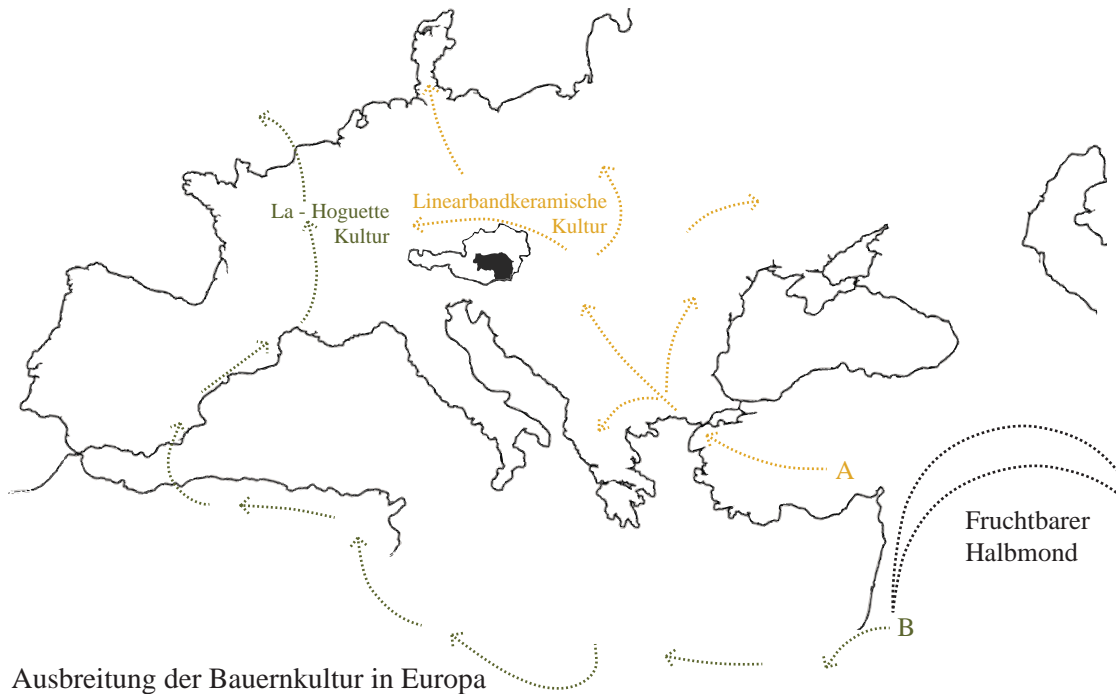 La - Hoguette
Kultur
Linearbandkeramische
Kultur
A
Fruchtbarer
Halbmond
B
Ausbreitung der Bauernkultur in Europa